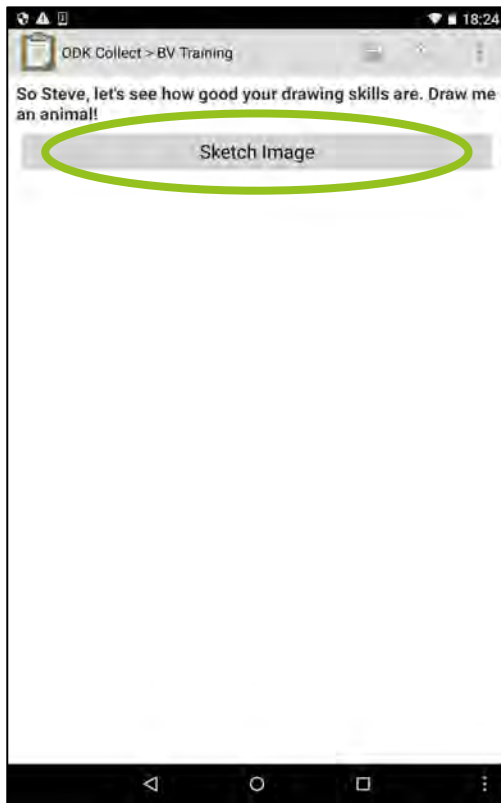 18:24
ODK Collect > BV Training
So Steve, let's see how good your drawing skills are. Draw me
an animal!
Sketch Image